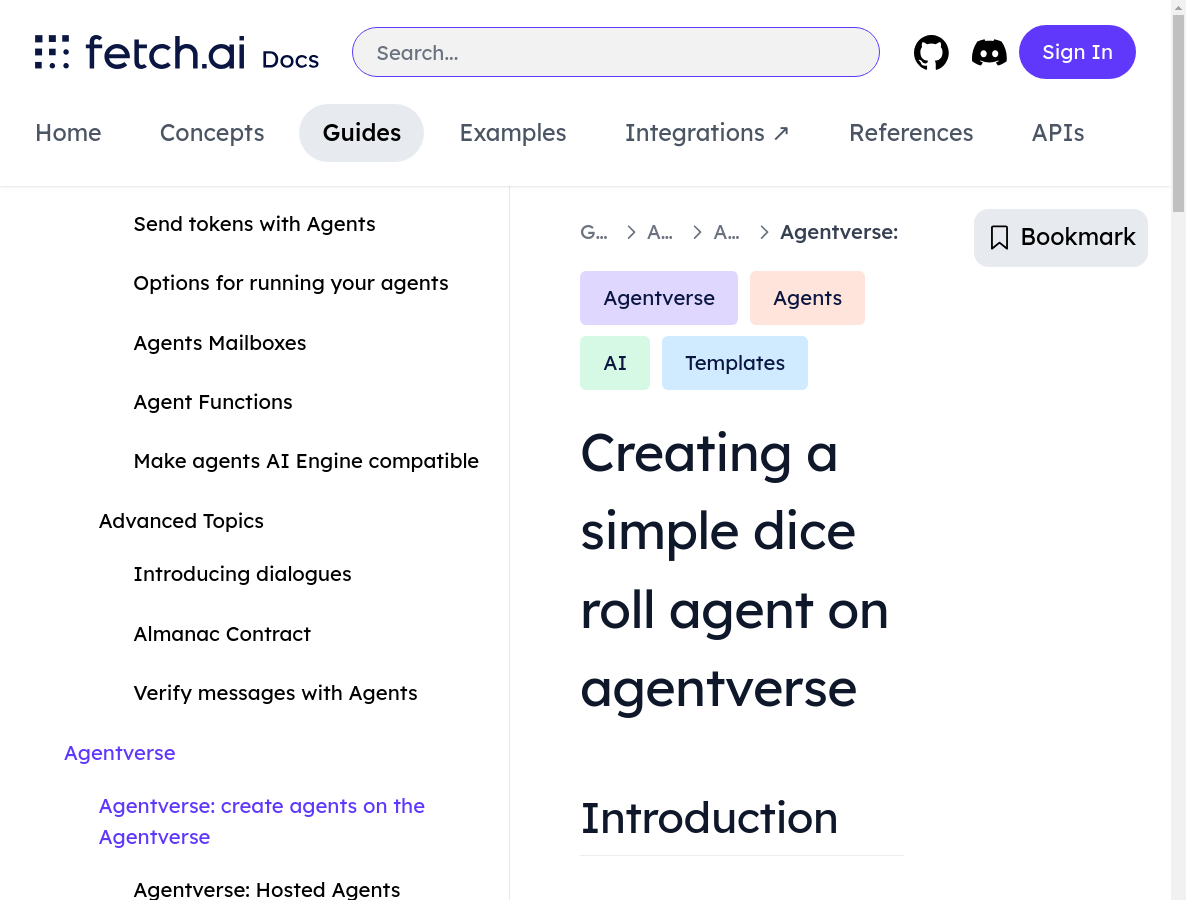 fetch.ai Docs
Search...
Sign In
Home
Concepts
Guides
Examples
Integrations ↗
References
APIs
Send tokens with Agents
Options for running your agents
Agents Mailboxes
Agent Functions
Make agents AI Engine compatible
Advanced Topics
Introducing dialogues
Almanac Contract
Verify messages with Agents
Agentverse
Agentverse: create agents on the
Agentverse
Agentverse: Hosted Agents
G... > A... > A... > Agentverse:
Bookmark
Agentverse
Agents
AI
Templates
Creating a
simple dice
roll agent on
agentverse
Introduction